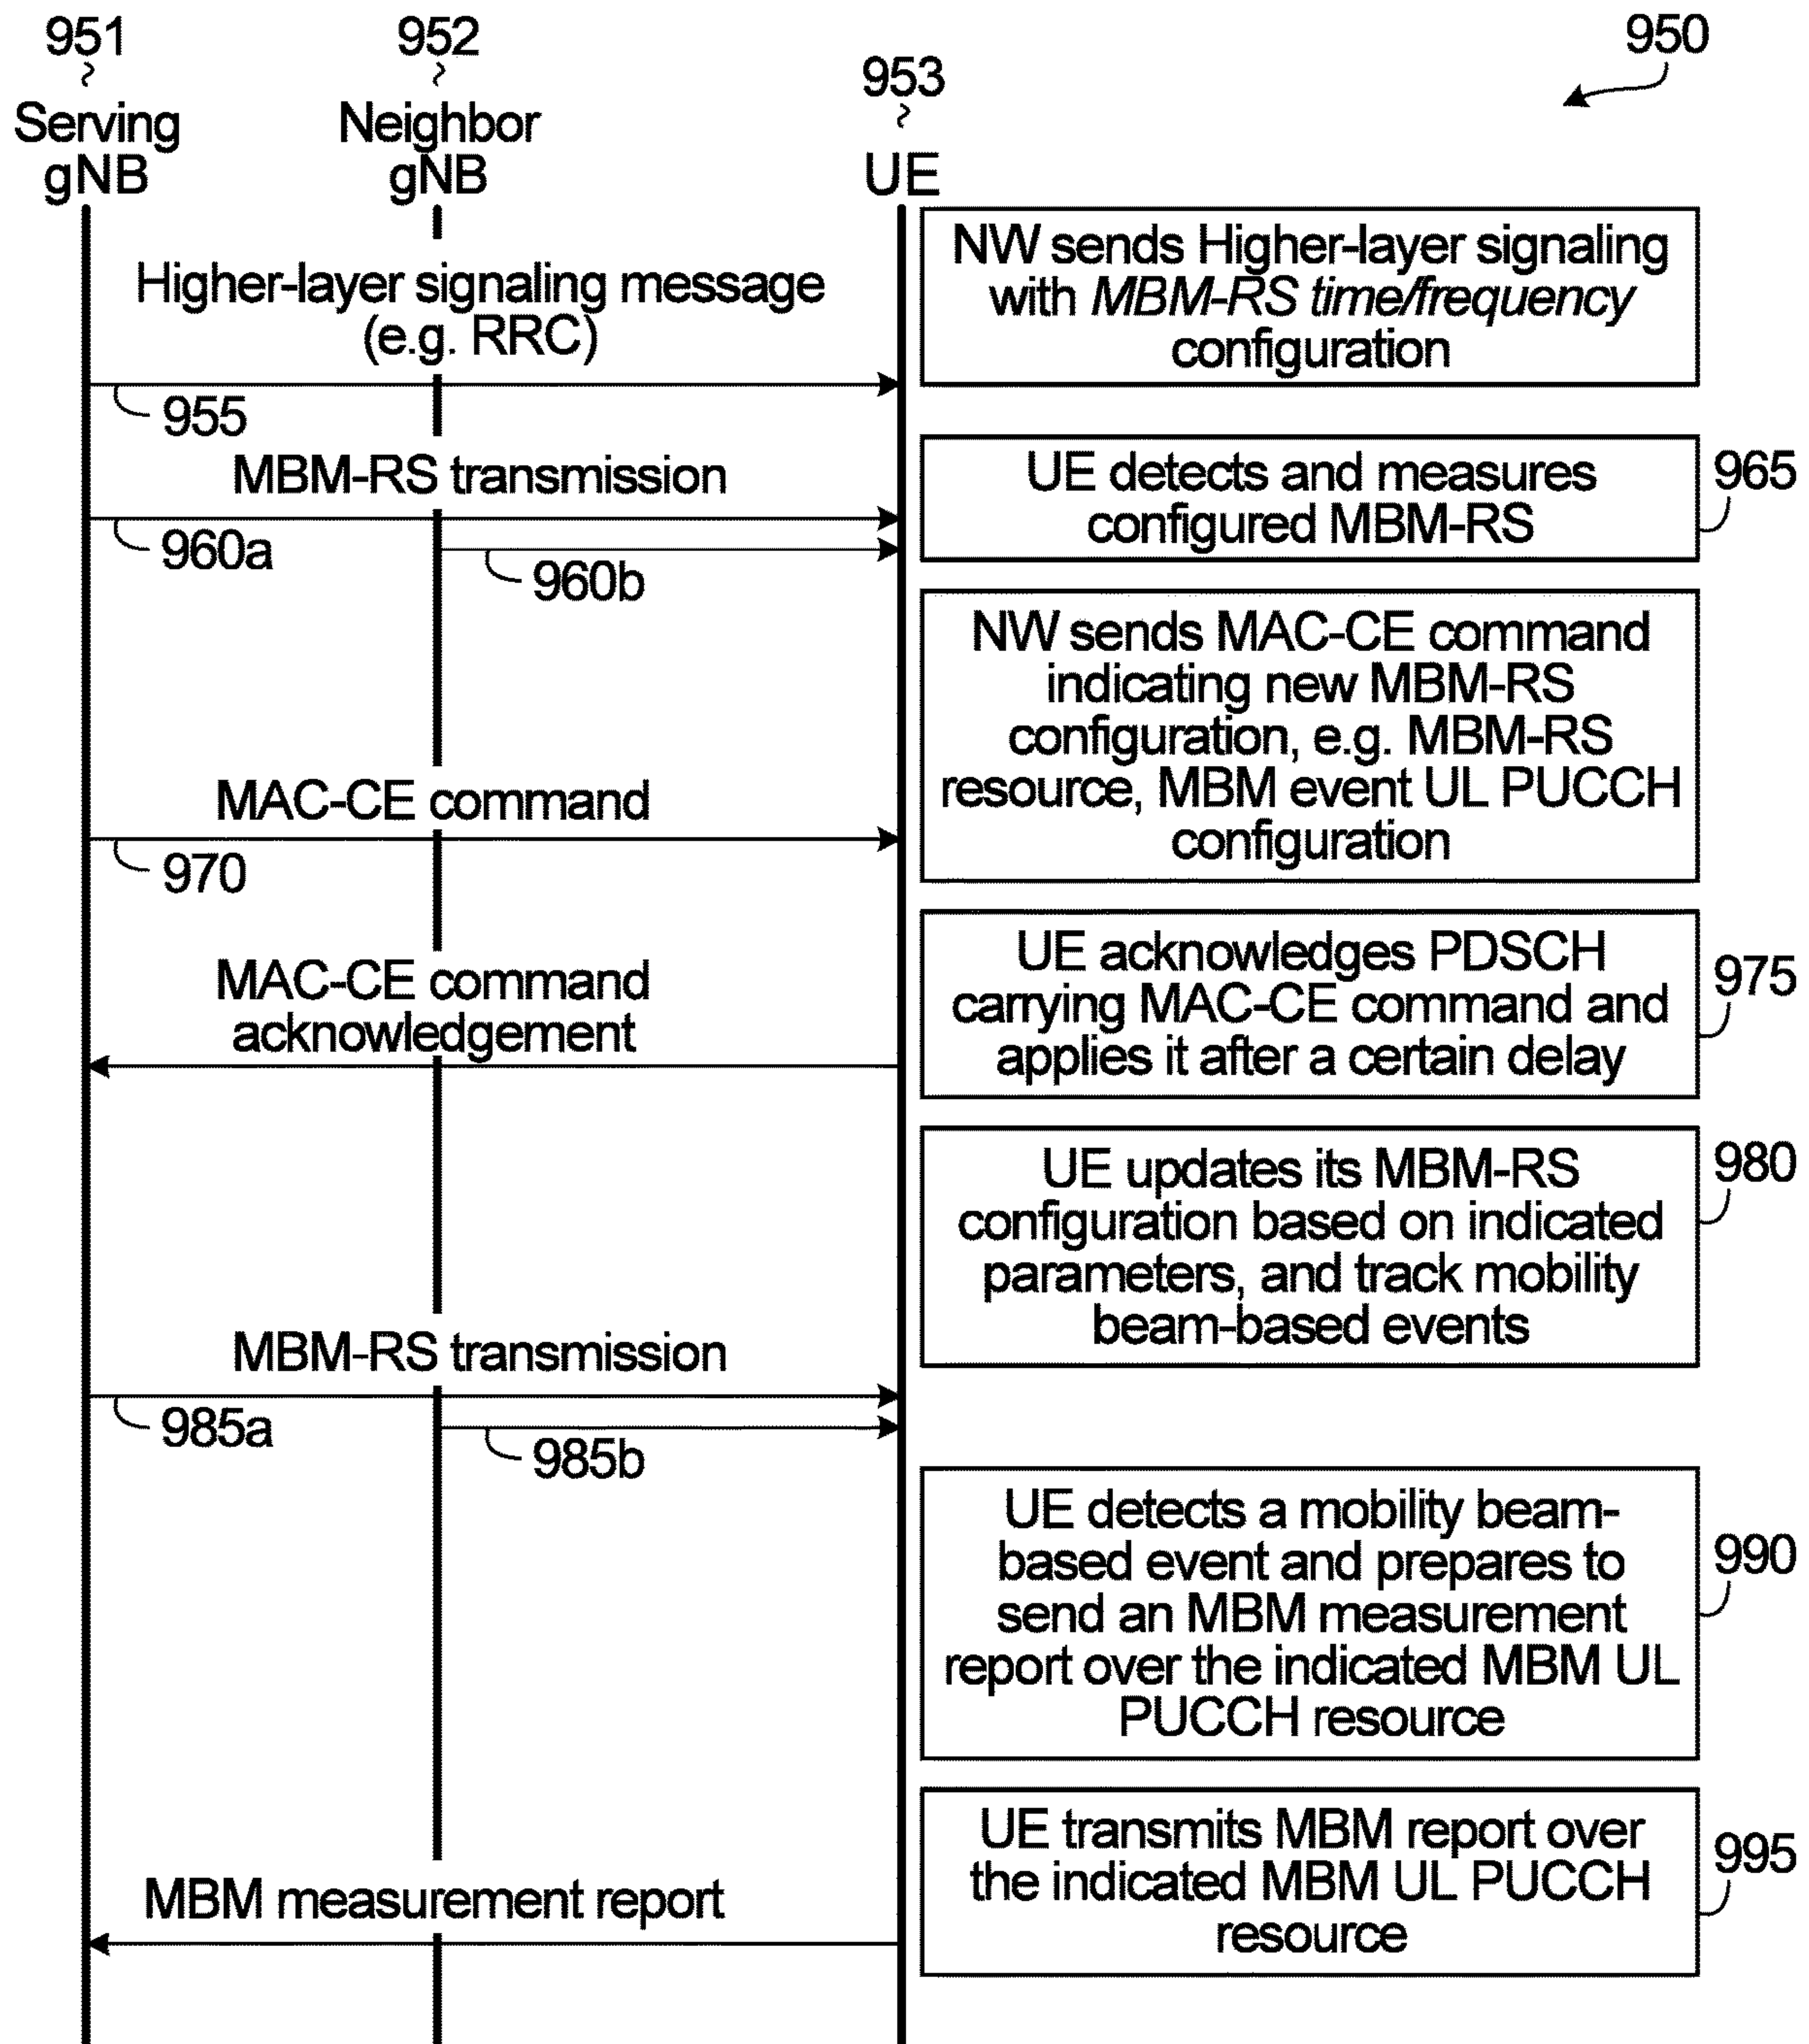 950
951
952
953
Serving
gNB
Neighbor
gNB
UE
NW sends Higher-layer signaling
with MBM-RS time/frequency
configuration
Higher-layer signaling message
(e.g. RRC)
955
MBM-RS transmission
960a
960b
UE detects and measures
configured MBM-RS
965
NW sends MAC-CE command
indicating new MBM-RS
configuration, e.g. MBM-RS
resource, MBM event UL PUCCH
configuration
MAC-CE command
970
MAC-CE command
acknowledgement
UE acknowledges PDSCH
carrying MAC-CE command and
applies it after a certain delay
975
UE updates its MBM-RS
configuration based on indicated
parameters, and track mobility
beam-based events
980
MBM-RS transmission
985a
985b
UE detects a mobility beam-
based event and prepares to
send an MBM measurement
report over the indicated MBM UL
PUCCH resource
990
UE transmits MBM report over
the indicated MBM UL PUCCH
resource
995
MBM measurement report